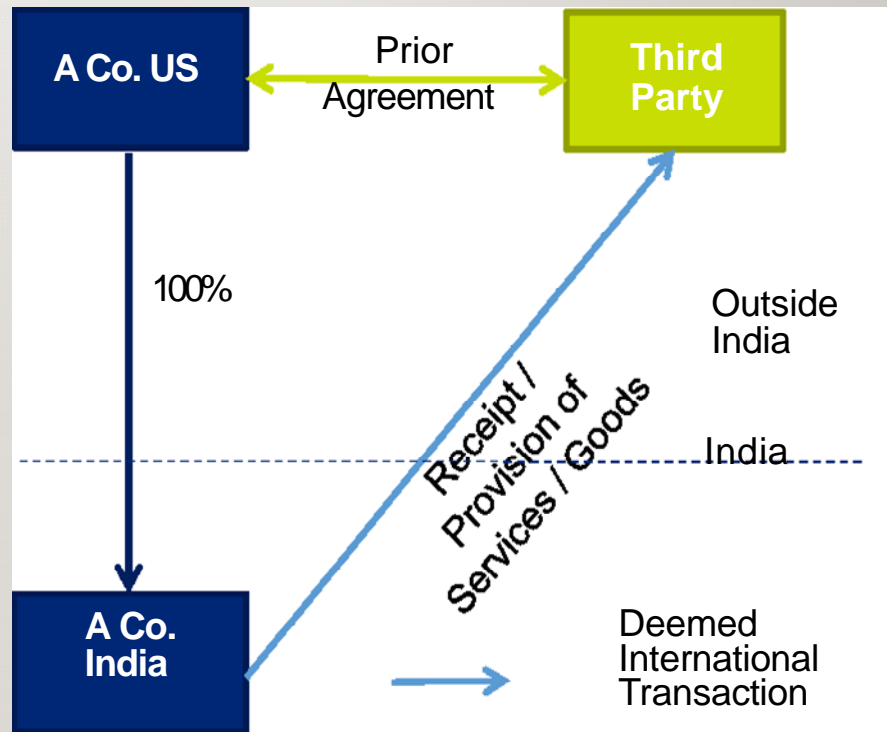 A Co. US
Prior
Agreement
Third
Party
100%
Outside
India
Receipt /
Provision of
Services / Goods
India
A Co.
India
Deemed
International
Transaction